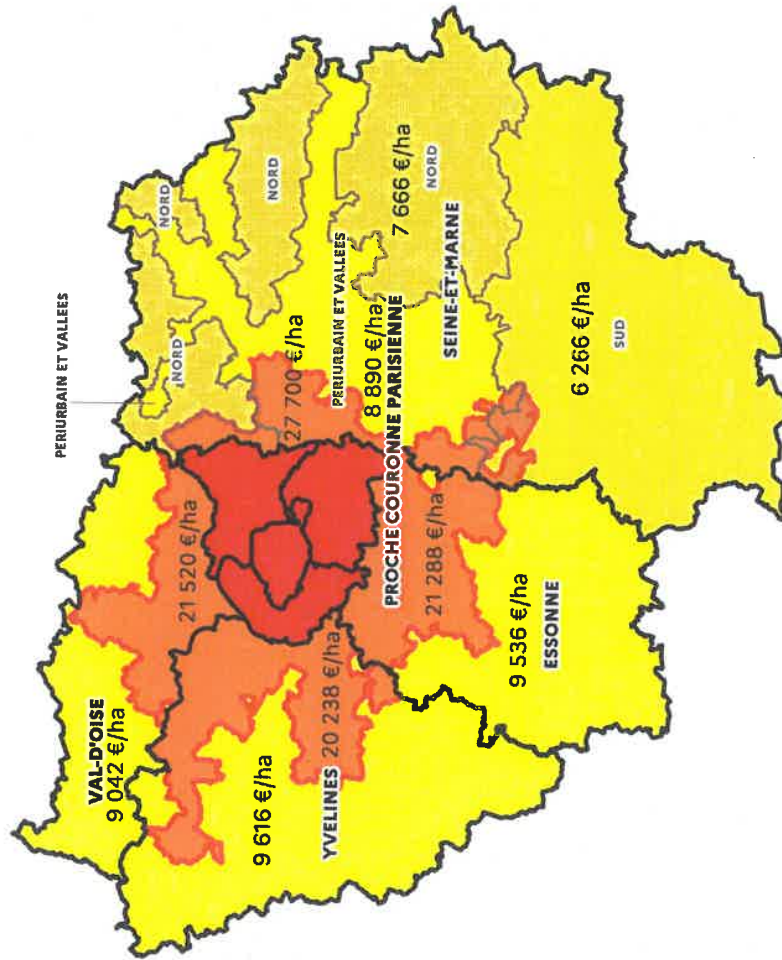 PERIURBAIN ET VALLEES
NORD
NORD
NORD
VAL-D'OISE
9 042 €/ha
21 520 €/ha
27 700 €/ha
PERIURBAIN ET VALLEES
8 890 €/ha
7 666 €/ha
NORD
PROCHE COURONNE PARISIENNE
SEINE-ET-MARNE
9 616 €/ha
YVELINES
20 238 €/ha
21 288 €/ha
9 536 €/ha
ESSONNE
6 266 €/ha
SUD